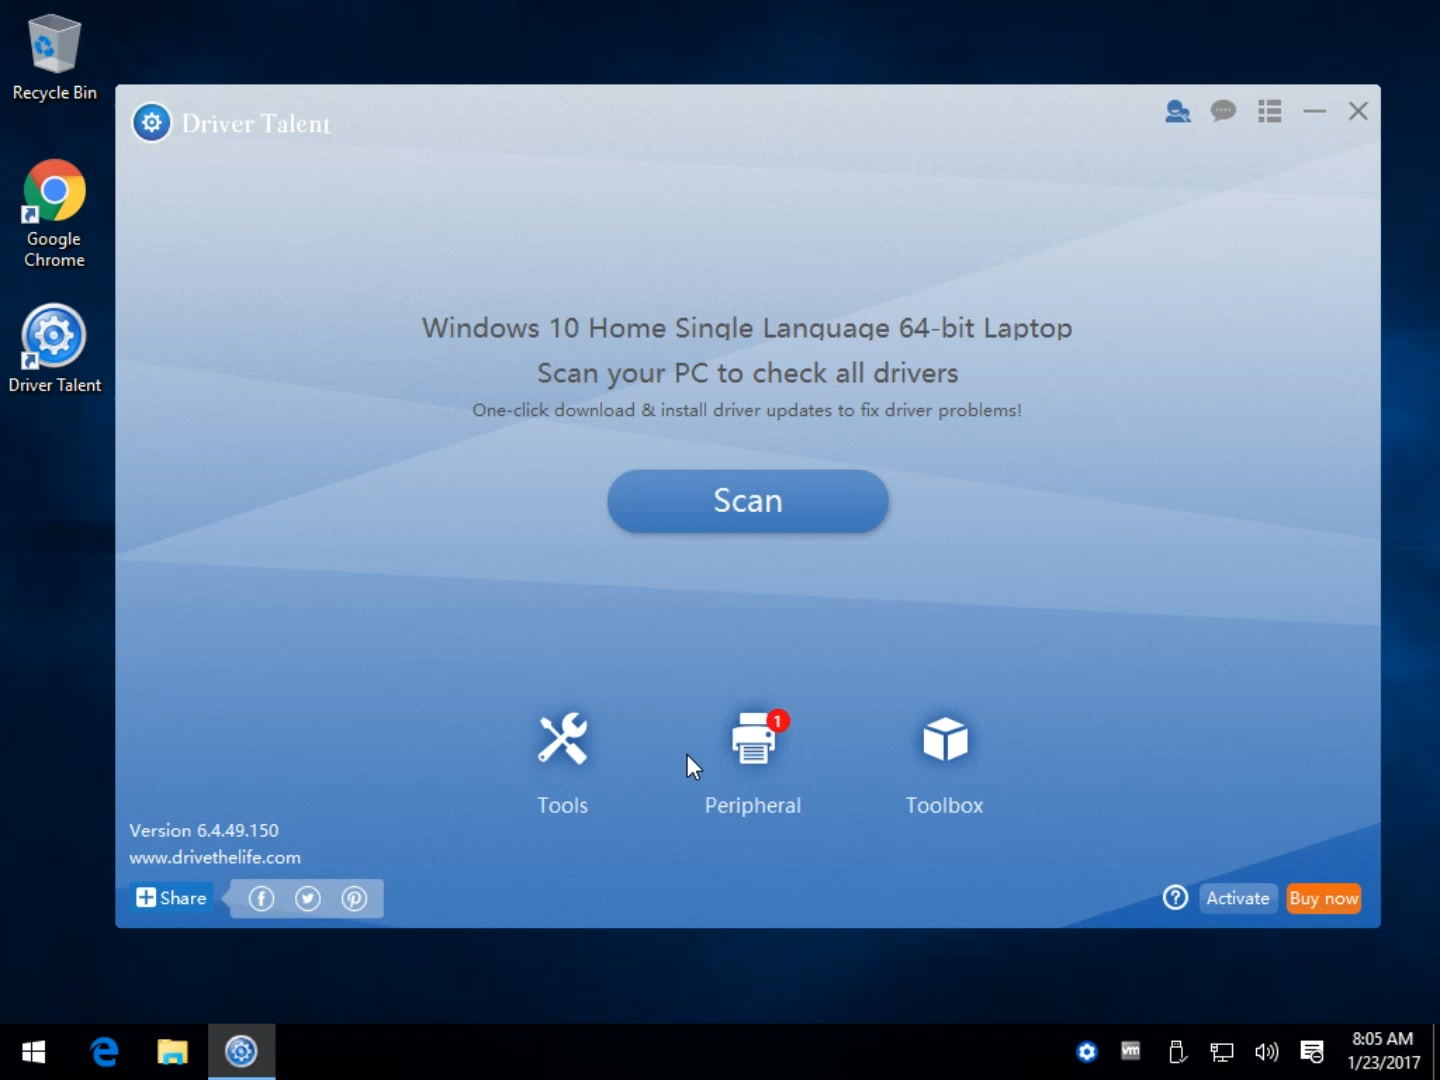 Recycle Bin
Google
Chrome
Driver Talent
Driver Talent
Windows 10 Home Single Language 64-bit Laptop
Scan your PC to check all drivers
One-click download & install driver updates to fix driver problems!
Scan
1
Tools
Peripheral
Toolbox
Version 6.4.49.150
www.drivethelife.com
Share
?
Activate
Buy now
vm
8:05 AM
1/23/2017